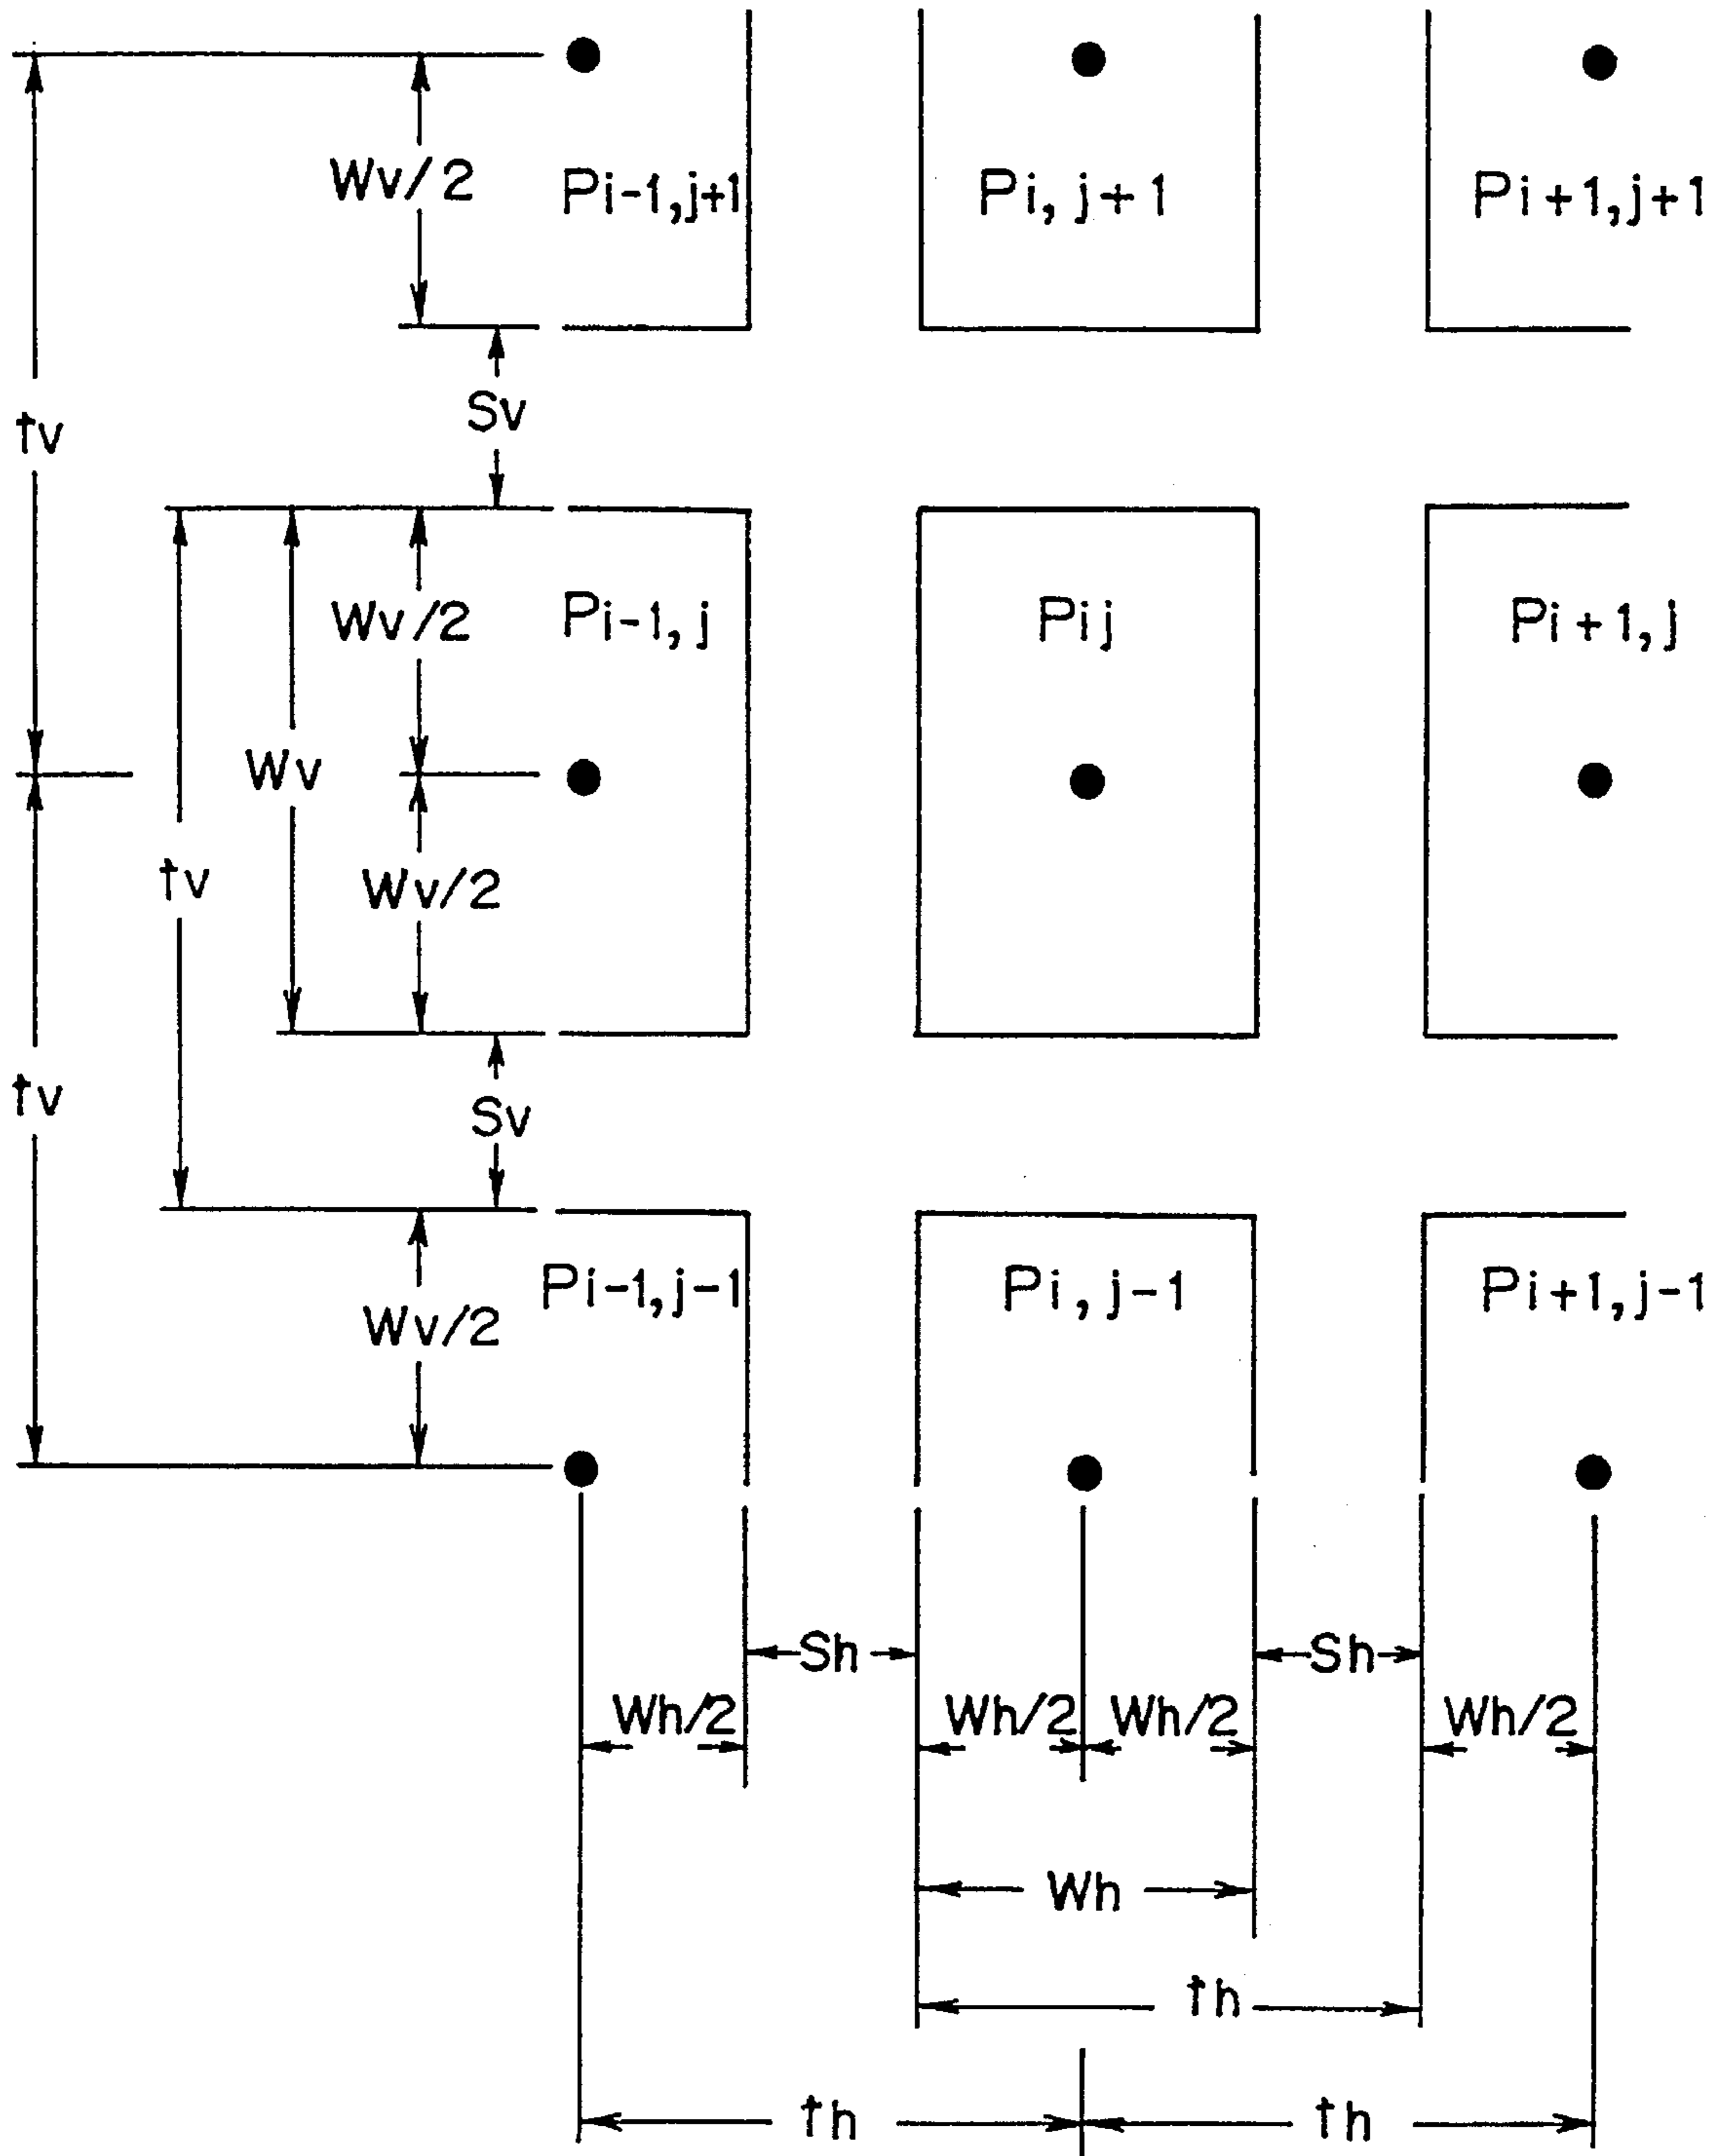 Wv/2
Pi-1,j+1
Pi,j+1
Pi+1,j+1
Sv
tv
Wv/2
Pi-1,j
Pij
Pi+1,j
Wv
tv
Wv/2
tv
Sv
Pi-1,j-1
Pi,j-1
Pi+1,j-1
Wv/2
Sh
Sh
Wh/2
Wh/2
Wh/2
Wh/2
Wh
th
th
th